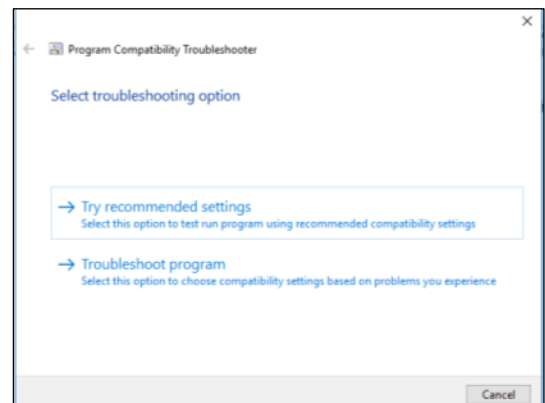 Program Compatibility Troubleshooter
Select troubleshooting option
Try recommended settings
Select this option to test run program using recommended compatibility settings
Troubleshoot program
Select this option to choose compatibility settings based on problems you experience
Cancel